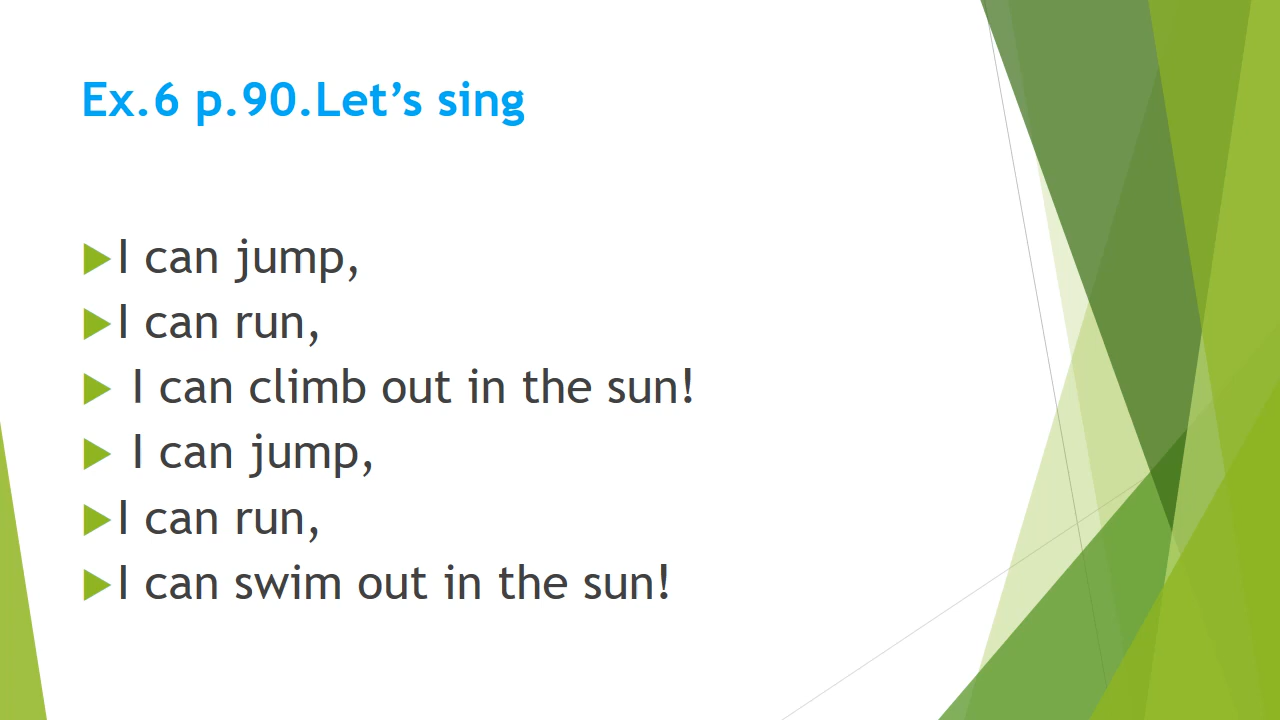 Ex.6 p.90.Let’s sing
I can jump,
I can run,
I can climb out in the sun!
I can jump,
I can run,
I can swim out in the sun!